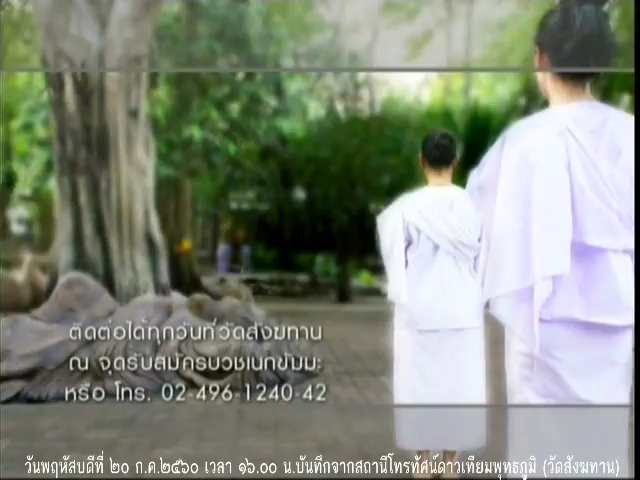 ติดต่อได้ทุกวันที่วัดสังฆทาน
ณ จุดรับสมัครบวชเนกขัมมะ
หรือ โทร. 02-496-1240-42
วันพฤหัสบดีที่ ๒๐ ก.ค.๒๕๖๐ เวลา ๑๖.๐๐ น.บันทึกจากสถานีโทรทัศน์ดาวเทียมพุทธภูมิ (วัดสังฆทาน)